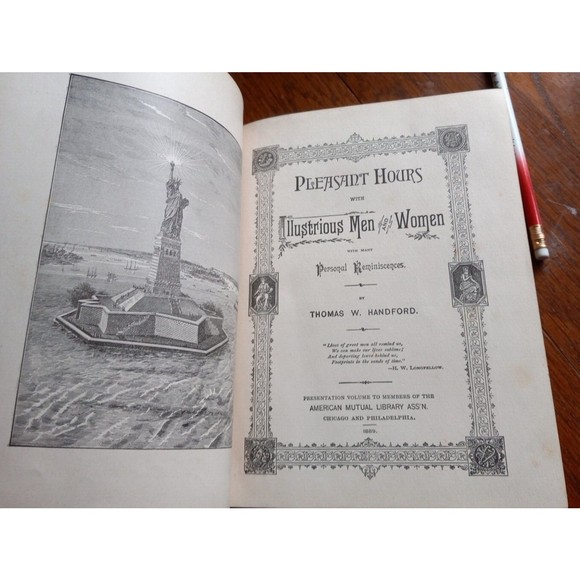 PLEASANT HOURS
WITH
Illustrious Men and Women
WITH MANY
Personal Reminiscences.
BY
THOMAS W. HANDFORD.
"Lives of great men all remind us,
We can make our lives sublime;
And departing leave behind us,
Footprints in the sands of time."
—H. W. LONGFELLOW.
PRESENTATION VOLUME TO MEMBERS OF THE
AMERICAN MUTUAL LIBRARY ASS'N.
CHICAGO AND PHILADELPHIA.
1889.